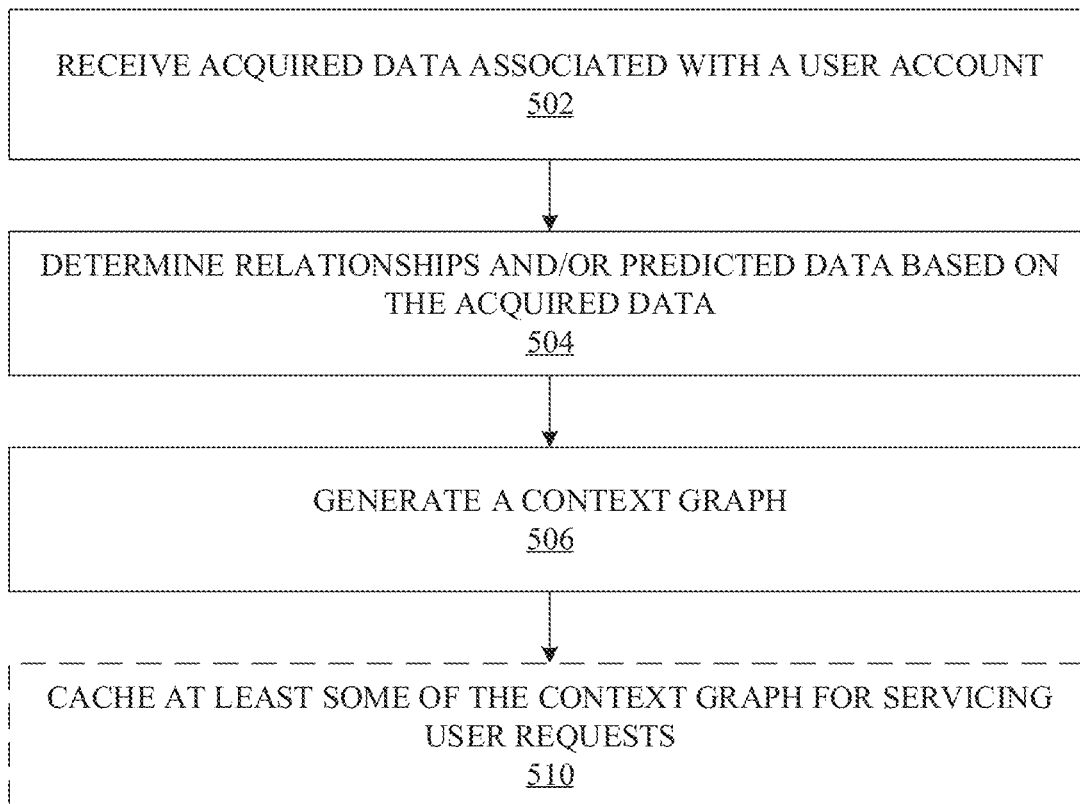 RECEIVE ACQUIRED DATA ASSOCIATED WITH A USER ACCOUNT
502
DETERMINE RELATIONSHIPS AND/OR PREDICTED DATA BASED ON
THE ACQUIRED DATA
504
GENERATE A CONTEXT GRAPH
506
CACHE AT LEAST SOME OF THE CONTEXT GRAPH FOR SERVICING
USER REQUESTS
510